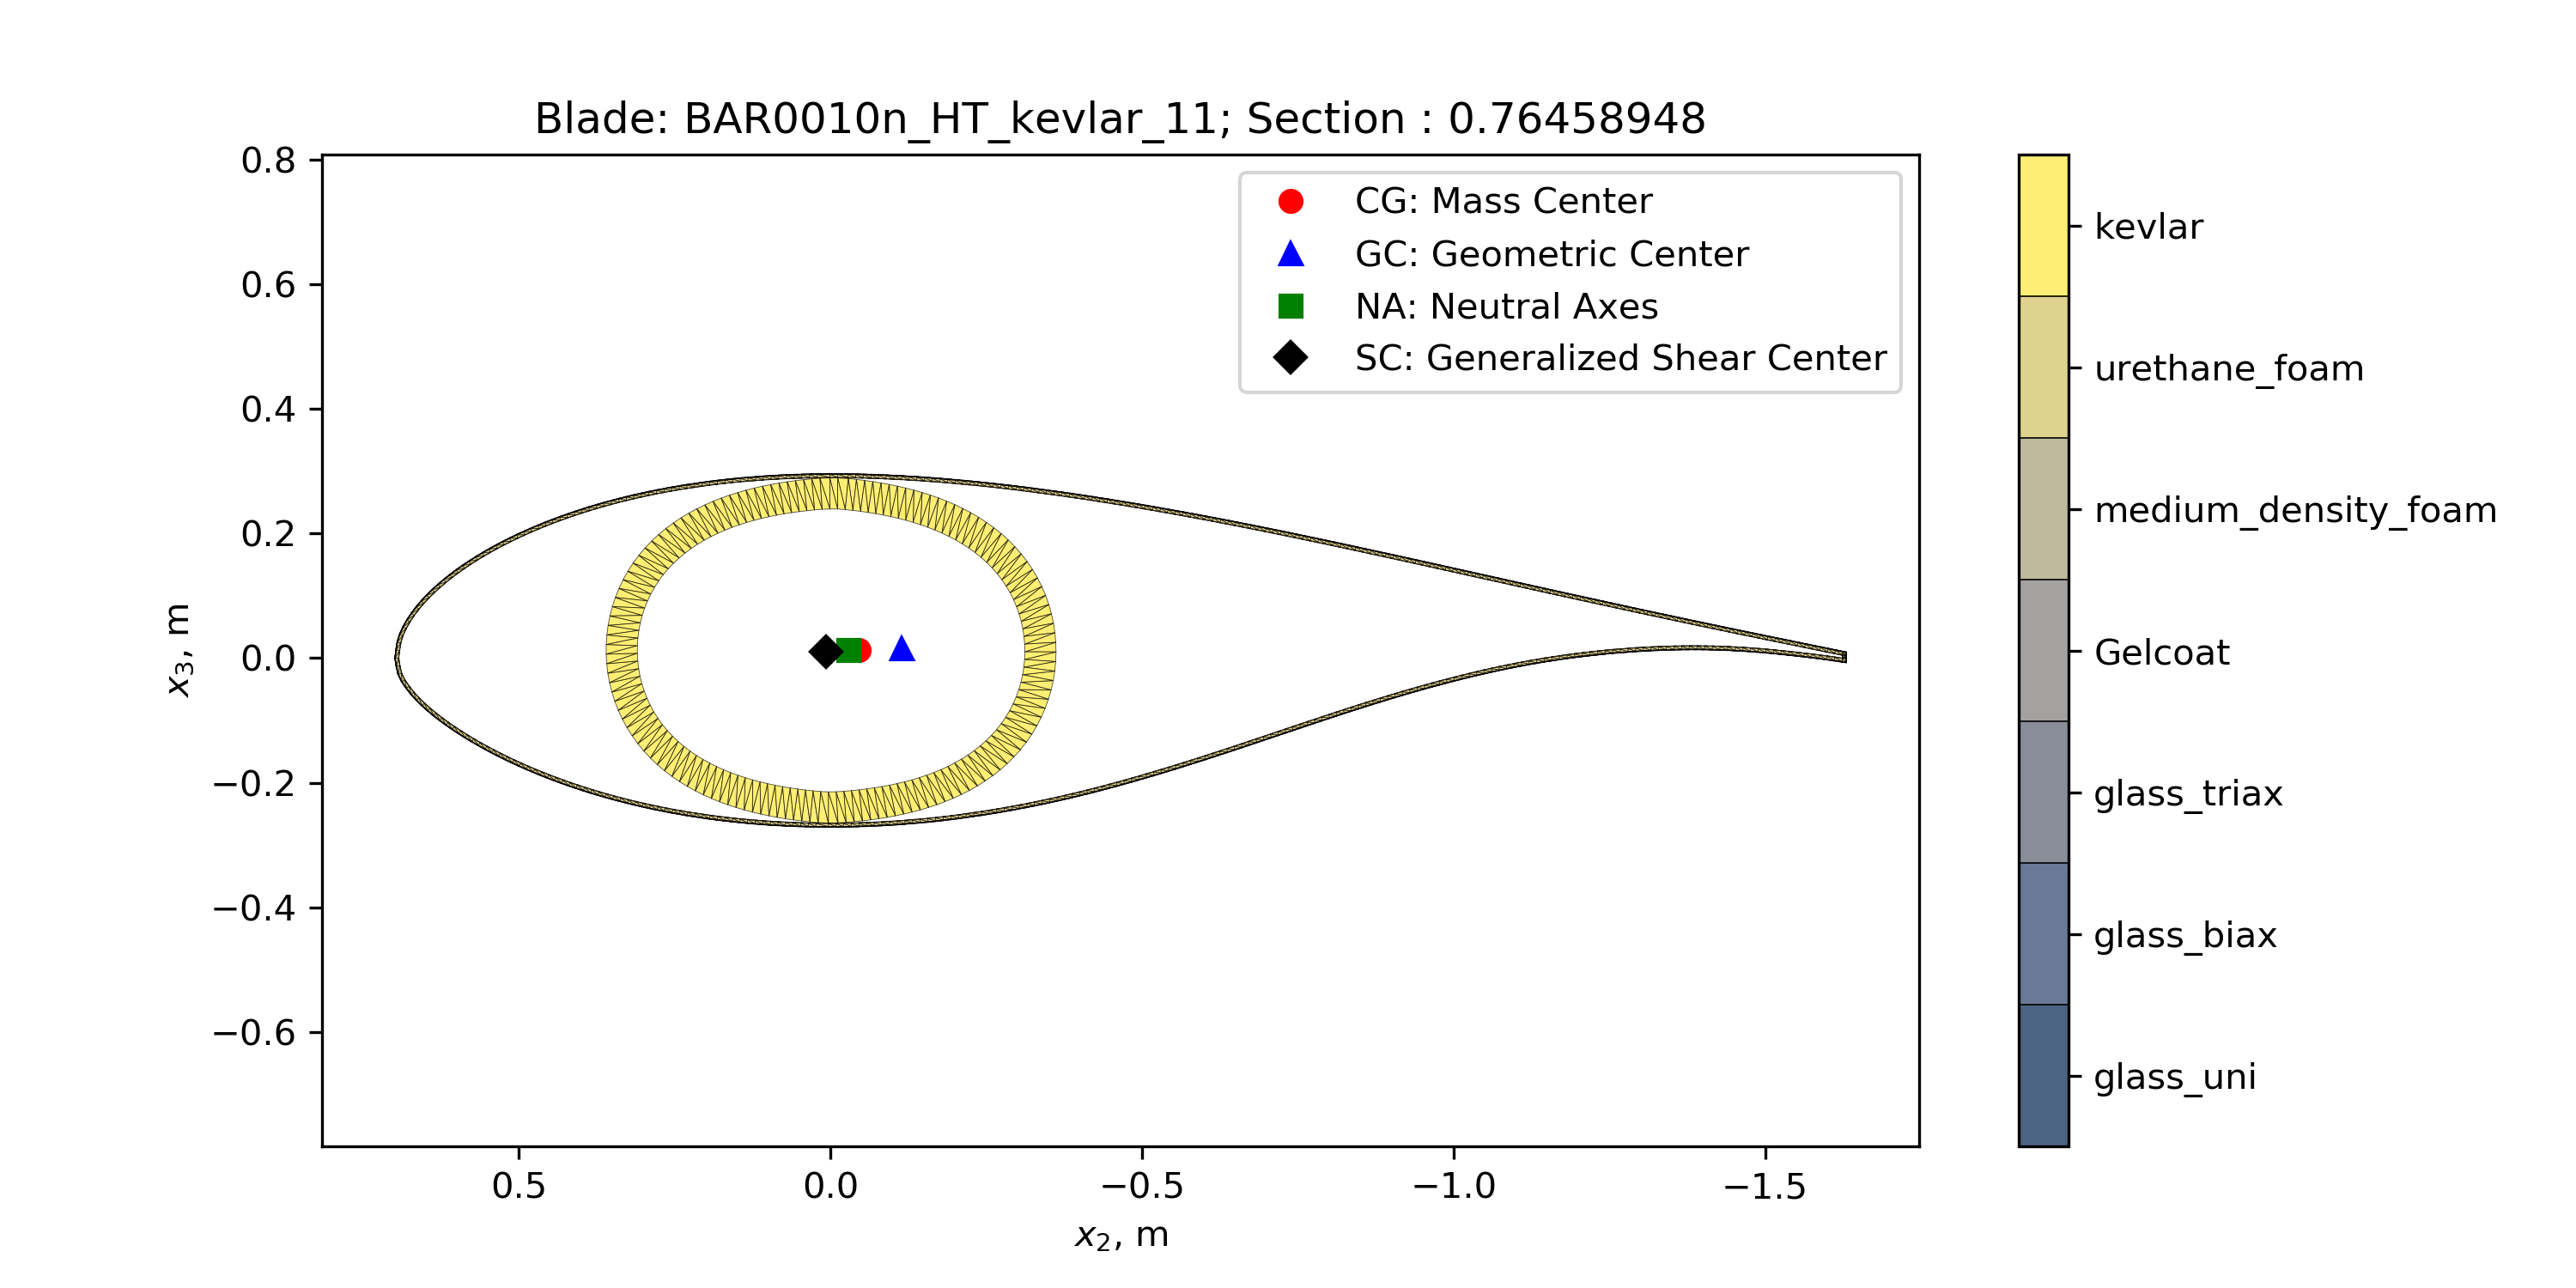 Blade: BAR0010n_HT_kevlar_11; Section : 0.76458948
CG: Mass Center
GC: Geometric Center
NA: Neutral Axes
SC: Generalized Shear Center
0.8
0.6
0.4
0.2
0.0
−0.2
−0.4
−0.6
x₃, m
0.5 0.0 −0.5 −1.0 −1.5
x₂, m
kevlar
urethane_foam
medium_density_foam
Gelcoat
glass_triax
glass_biax
glass_uni